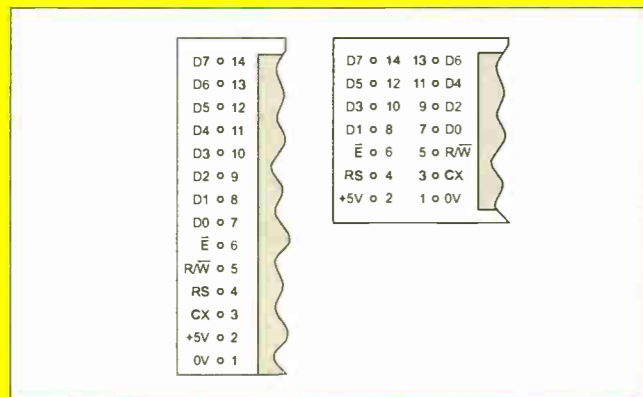 D7 14
D6 13
D5 12
D4 11
D3 10
D2 9
D1 8
D0 7
E̅ 6
R/W̅ 5
RS 4
CX 3
+5V 2
0V 1
D7 14 13 D6
D5 12 11 D4
D3 10 9 D2
D1 8 7 D0
E̅ 6 5 R/W̅
RS 4 3 CX
+5V 2 1 0V